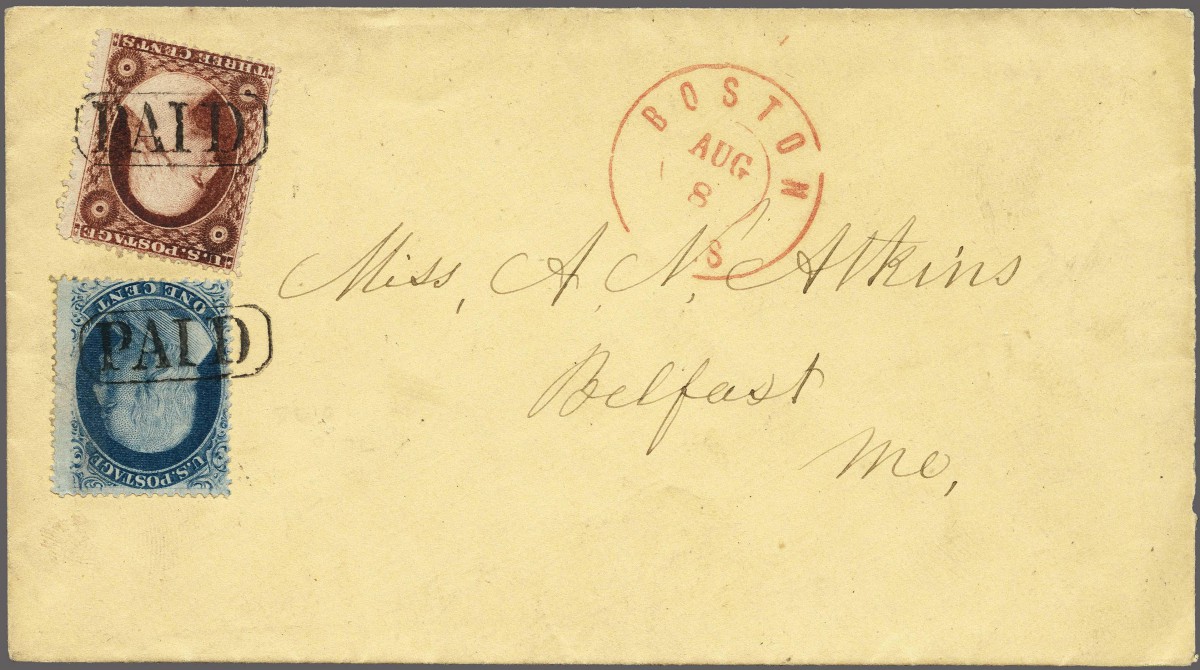 THREE CENTS
PAID
U.S. POSTAGE
ONE CENT
PAID
U.S. POSTAGE
BOSTON
AUG
8
S
Miss, A. N. Atkins
Belfast
Me,